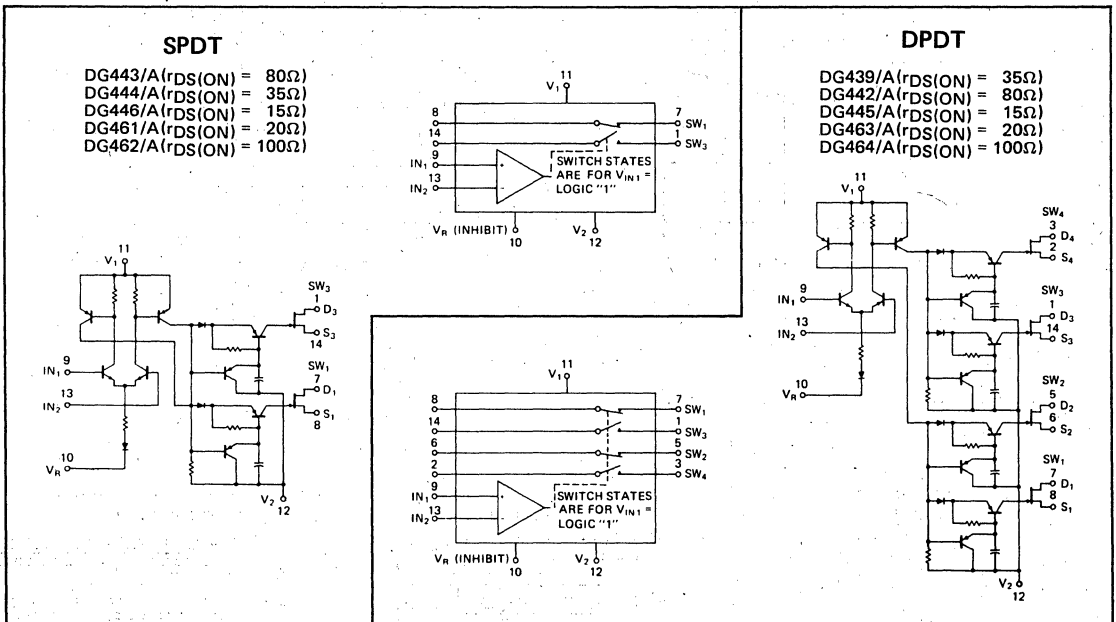 SPDT
DG443/A (rDS(ON) = 80Ω)
DG444/A (rDS(ON) = 35Ω)
DG446/A (rDS(ON) = 15Ω)
DG461/A (rDS(ON) = 20Ω)
DG462/A (rDS(ON) = 100Ω)
11
V1
SW3
1
D3
S3
14
SW1
7
D1
S1
8
9
IN1
13
IN2
10
VR
V2
12
11
V1
8
14
9
IN1
13
IN2
7
SW1
1
SW3
+
-
SWITCH STATES
ARE FOR VIN1 =
LOGIC "1"
VR (INHIBIT)
10
V2
12
11
V1
8
14
6
2
9
IN1
13
IN2
7
SW1
1
SW3
5
SW2
3
SW4
+
-
SWITCH STATES
ARE FOR VIN1 =
LOGIC "1"
VR (INHIBIT)
10
V2
12
DPDT
DG439/A (rDS(ON) = 35Ω)
DG442/A (rDS(ON) = 80Ω)
DG445/A (rDS(ON) = 15Ω)
DG463/A (rDS(ON) = 20Ω)
DG464/A (rDS(ON) = 100Ω)
11
V1
SW4
3
D4
2
S4
SW3
1
D3
14
S3
SW2
5
D2
6
S2
SW1
7
D1
8
S1
9
IN1
13
IN2
10
VR
V2
12